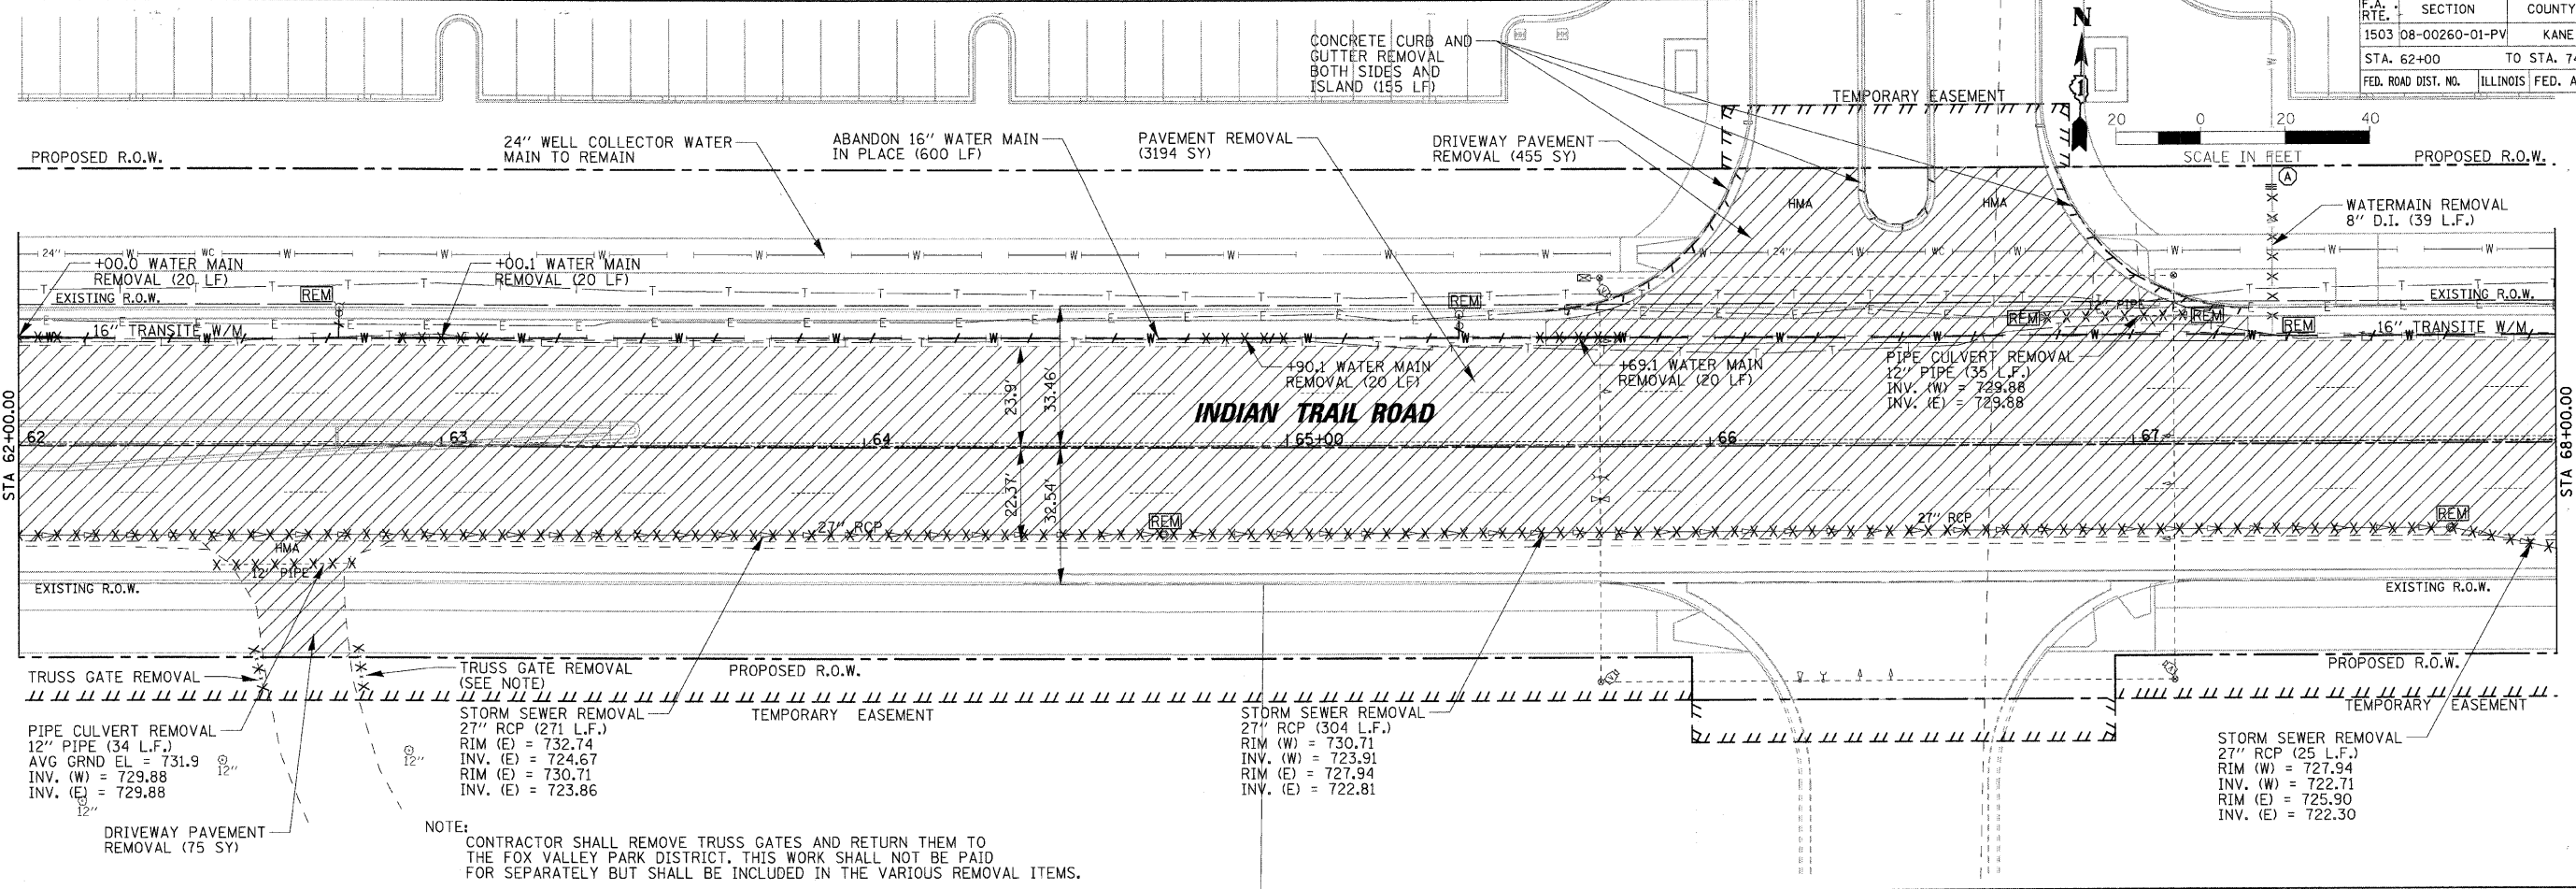 F.A. RTE. SECTION COUNTY
1503 08-00260-01-PV KANE
STA. 62+00 TO STA. 74
FED. ROAD DIST. NO. ILLINOIS FED. A
N
1
20 0 20 40
SCALE IN FEET
CONCRETE CURB AND
GUTTER REMOVAL
BOTH SIDES AND
ISLAND (155 LF)
TEMPORARY EASEMENT
PROPOSED R.O.W.
24" WELL COLLECTOR WATER
MAIN TO REMAIN
ABANDON 16" WATER MAIN
IN PLACE (600 LF)
PAVEMENT REMOVAL
(3194 SY)
DRIVEWAY PAVEMENT
REMOVAL (455 SY)
PROPOSED R.O.W.
A
HMA
HMA
WATERMAIN REMOVAL
8" D.I. (39 L.F.)
24" W WC W W W W W W W W W W 24" W WC W W W W
+00.0 WATER MAIN
REMOVAL (20 LF)
+00.1 WATER MAIN
REMOVAL (20 LF)
EXISTING R.O.W.
REM
REM
12" PIPE
EXISTING R.O.W.
REM
REM
REM
16" TRANSITE W/M
16" TRANSITE W/M
+90.1 WATER MAIN
REMOVAL (20 LF)
+69.1 WATER MAIN
REMOVAL (20 LF)
PIPE CULVERT REMOVAL
12" PIPE (35 L.F.)
INV. (W) = 729.88
INV. (E) = 729.88
23.9'
33.46'
INDIAN TRAIL ROAD
STA 62+00.00
62
63
64
65+00
66
67
STA 68+00.00
22.37'
32.54'
27" RCP
REM
27" RCP
REM
HMA
12" PIPE
EXISTING R.O.W.
EXISTING R.O.W.
TRUSS GATE REMOVAL
TRUSS GATE REMOVAL
(SEE NOTE)
PROPOSED R.O.W.
PROPOSED R.O.W.
TEMPORARY EASEMENT
TEMPORARY EASEMENT
PIPE CULVERT REMOVAL
12" PIPE (34 L.F.)
AVG GRND EL = 731.9
INV. (W) = 729.88
INV. (E) = 729.88
12"
12"
12"
STORM SEWER REMOVAL
27" RCP (271 L.F.)
RIM (E) = 732.74
INV. (E) = 724.67
RIM (E) = 730.71
INV. (E) = 723.86
STORM SEWER REMOVAL
27" RCP (304 L.F.)
RIM (W) = 730.71
INV. (W) = 723.91
RIM (E) = 727.94
INV. (E) = 722.81
STORM SEWER REMOVAL
27" RCP (25 L.F.)
RIM (W) = 727.94
INV. (W) = 722.71
RIM (E) = 725.90
INV. (E) = 722.30
DRIVEWAY PAVEMENT
REMOVAL (75 SY)
NOTE:
CONTRACTOR SHALL REMOVE TRUSS GATES AND RETURN THEM TO
THE FOX VALLEY PARK DISTRICT. THIS WORK SHALL NOT BE PAID
FOR SEPARATELY BUT SHALL BE INCLUDED IN THE VARIOUS REMOVAL ITEMS.